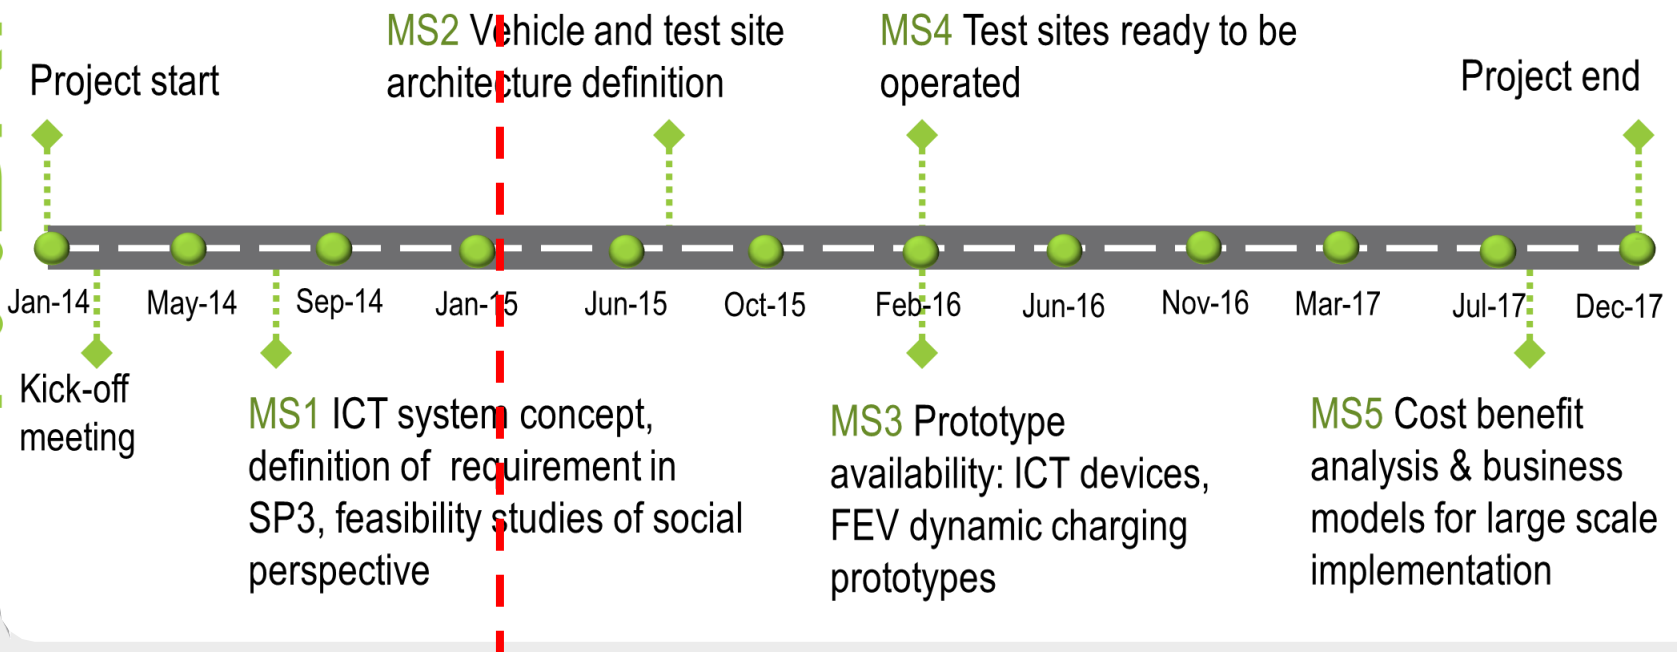 MS2 Vehicle and test site
architecture definition
MS4 Test sites ready to be
operated
Project start
Project end
Jan-14
May-14
Sep-14
Jan-15
Jun-15
Oct-15
Feb-16
Jun-16
Nov-16
Mar-17
Jul-17
Dec-17
Kick-off
meeting
MS1 ICT system concept,
definition of requirement in
SP3, feasibility studies of social
perspective
MS3 Prototype
availability: ICT devices,
FEV dynamic charging
prototypes
MS5 Cost benefit
analysis & business
models for large scale
implementation